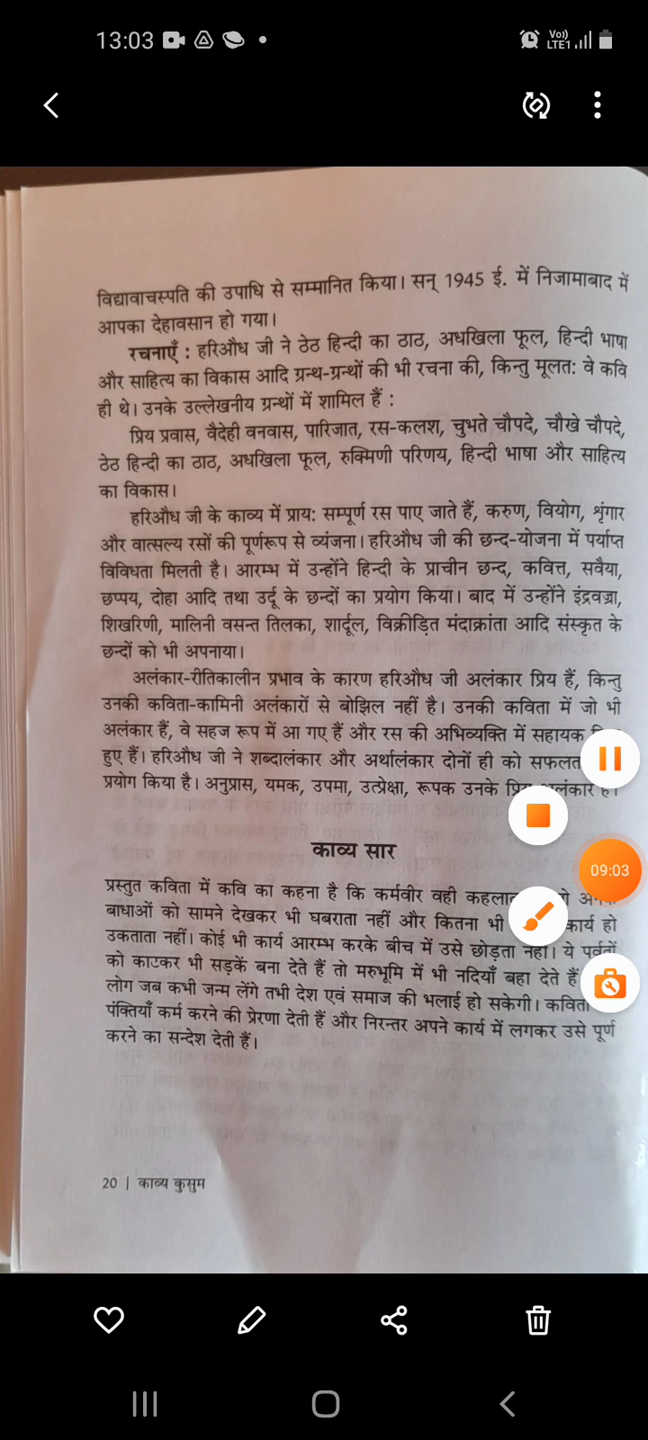 13:03
Vo)) LTE1
विद्यावाचस्पति की उपाधि से सम्मानित किया। सन् 1945 ई. में निजामाबाद में
आपका देहावसान हो गया।
रचनाएँ : हरिऔध जी ने ठेठ हिन्दी का ठाठ, अधखिला फूल, हिन्दी भाषा
और साहित्य का विकास आदि ग्रन्थ-ग्रन्थों की भी रचना की, किन्तु मूलत: वे कवि
ही थे। उनके उल्लेखनीय ग्रन्थों में शामिल हैं :
प्रिय प्रवास, वैदेही वनवास, पारिजात, रस-कलश, चुभते चौपदे, चौखे चौपदे,
ठेठ हिन्दी का ठाठ, अधखिला फूल, रुक्मिणी परिणय, हिन्दी भाषा और साहित्य
का विकास।
हरिऔध जी के काव्य में प्राय: सम्पूर्ण रस पाए जाते हैं, करुण, वियोग, शृंगार
और वात्सल्य रसों की पूर्णरूप से व्यंजना। हरिऔध जी की छन्द-योजना में पर्याप्त
विविधता मिलती है। आरम्भ में उन्होंने हिन्दी के प्राचीन छन्द, कवित्त, सवैया,
छप्पय, दोहा आदि तथा उर्दू के छन्दों का प्रयोग किया। बाद में उन्होंने इंद्रवज्रा,
शिखरिणी, मालिनी वसन्त तिलका, शार्दूल, विक्रीड़ित मंदाक्रांता आदि संस्कृत के
छन्दों को भी अपनाया।
अलंकार-रीतिकालीन प्रभाव के कारण हरिऔध जी अलंकार प्रिय हैं, किन्तु
उनकी कविता-कामिनी अलंकारों से बोझिल नहीं है। उनकी कविता में जो भी
अलंकार हैं, वे सहज रूप में आ गए हैं और रस की अभिव्यक्ति में सहायक
हुए हैं। हरिऔध जी ने शब्दालंकार और अर्थालंकार दोनों ही को
प्रयोग किया है। अनुप्रास, यमक, उपमा, उत्प्रेक्षा, रूपक उनके प्रिय अलंकार हैं।
काव्य सार
प्रस्तुत कविता में कवि का कहना है कि कर्मवीर वही
बाधाओं को सामने देखकर भी घबराता नहीं और कितना भी कार्य हो
उकताता नहीं। कोई भी कार्य आरम्भ करके बीच में उसे छोड़ता नहीं। ये पर्वतों
को काटकर भी सड़कें बना देते हैं तो मरुभूमि में भी नदियाँ बहा देते हैं
लोग जब कभी जन्म लेंगे तभी देश एवं समाज की भलाई हो सकेगी।
पंक्तियाँ कर्म करने की प्रेरणा देती हैं और निरन्तर अपने कार्य में लगकर उसे पूर्ण
करने का सन्देश देती हैं।
09:03
20 | काव्य कुसुम